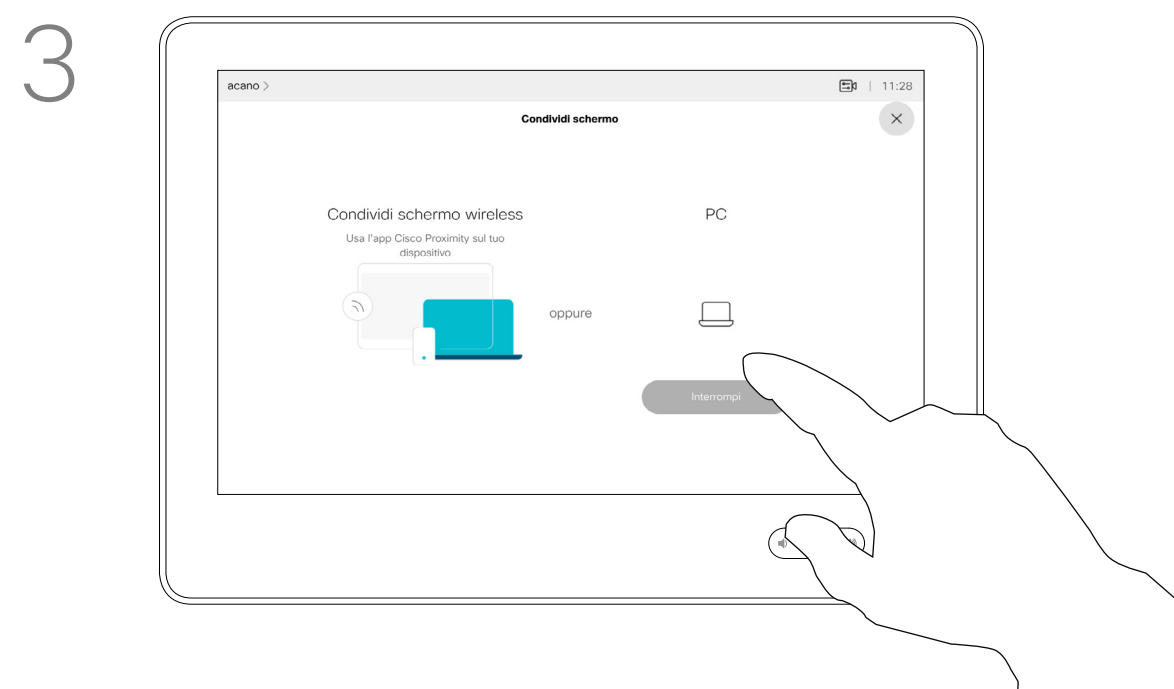 3
acano >
11:28
Condividi schermo
Condividi schermo wireless
Usa l'app Cisco Proximity sul tuo
dispositivo
oppure
PC
Interrompi